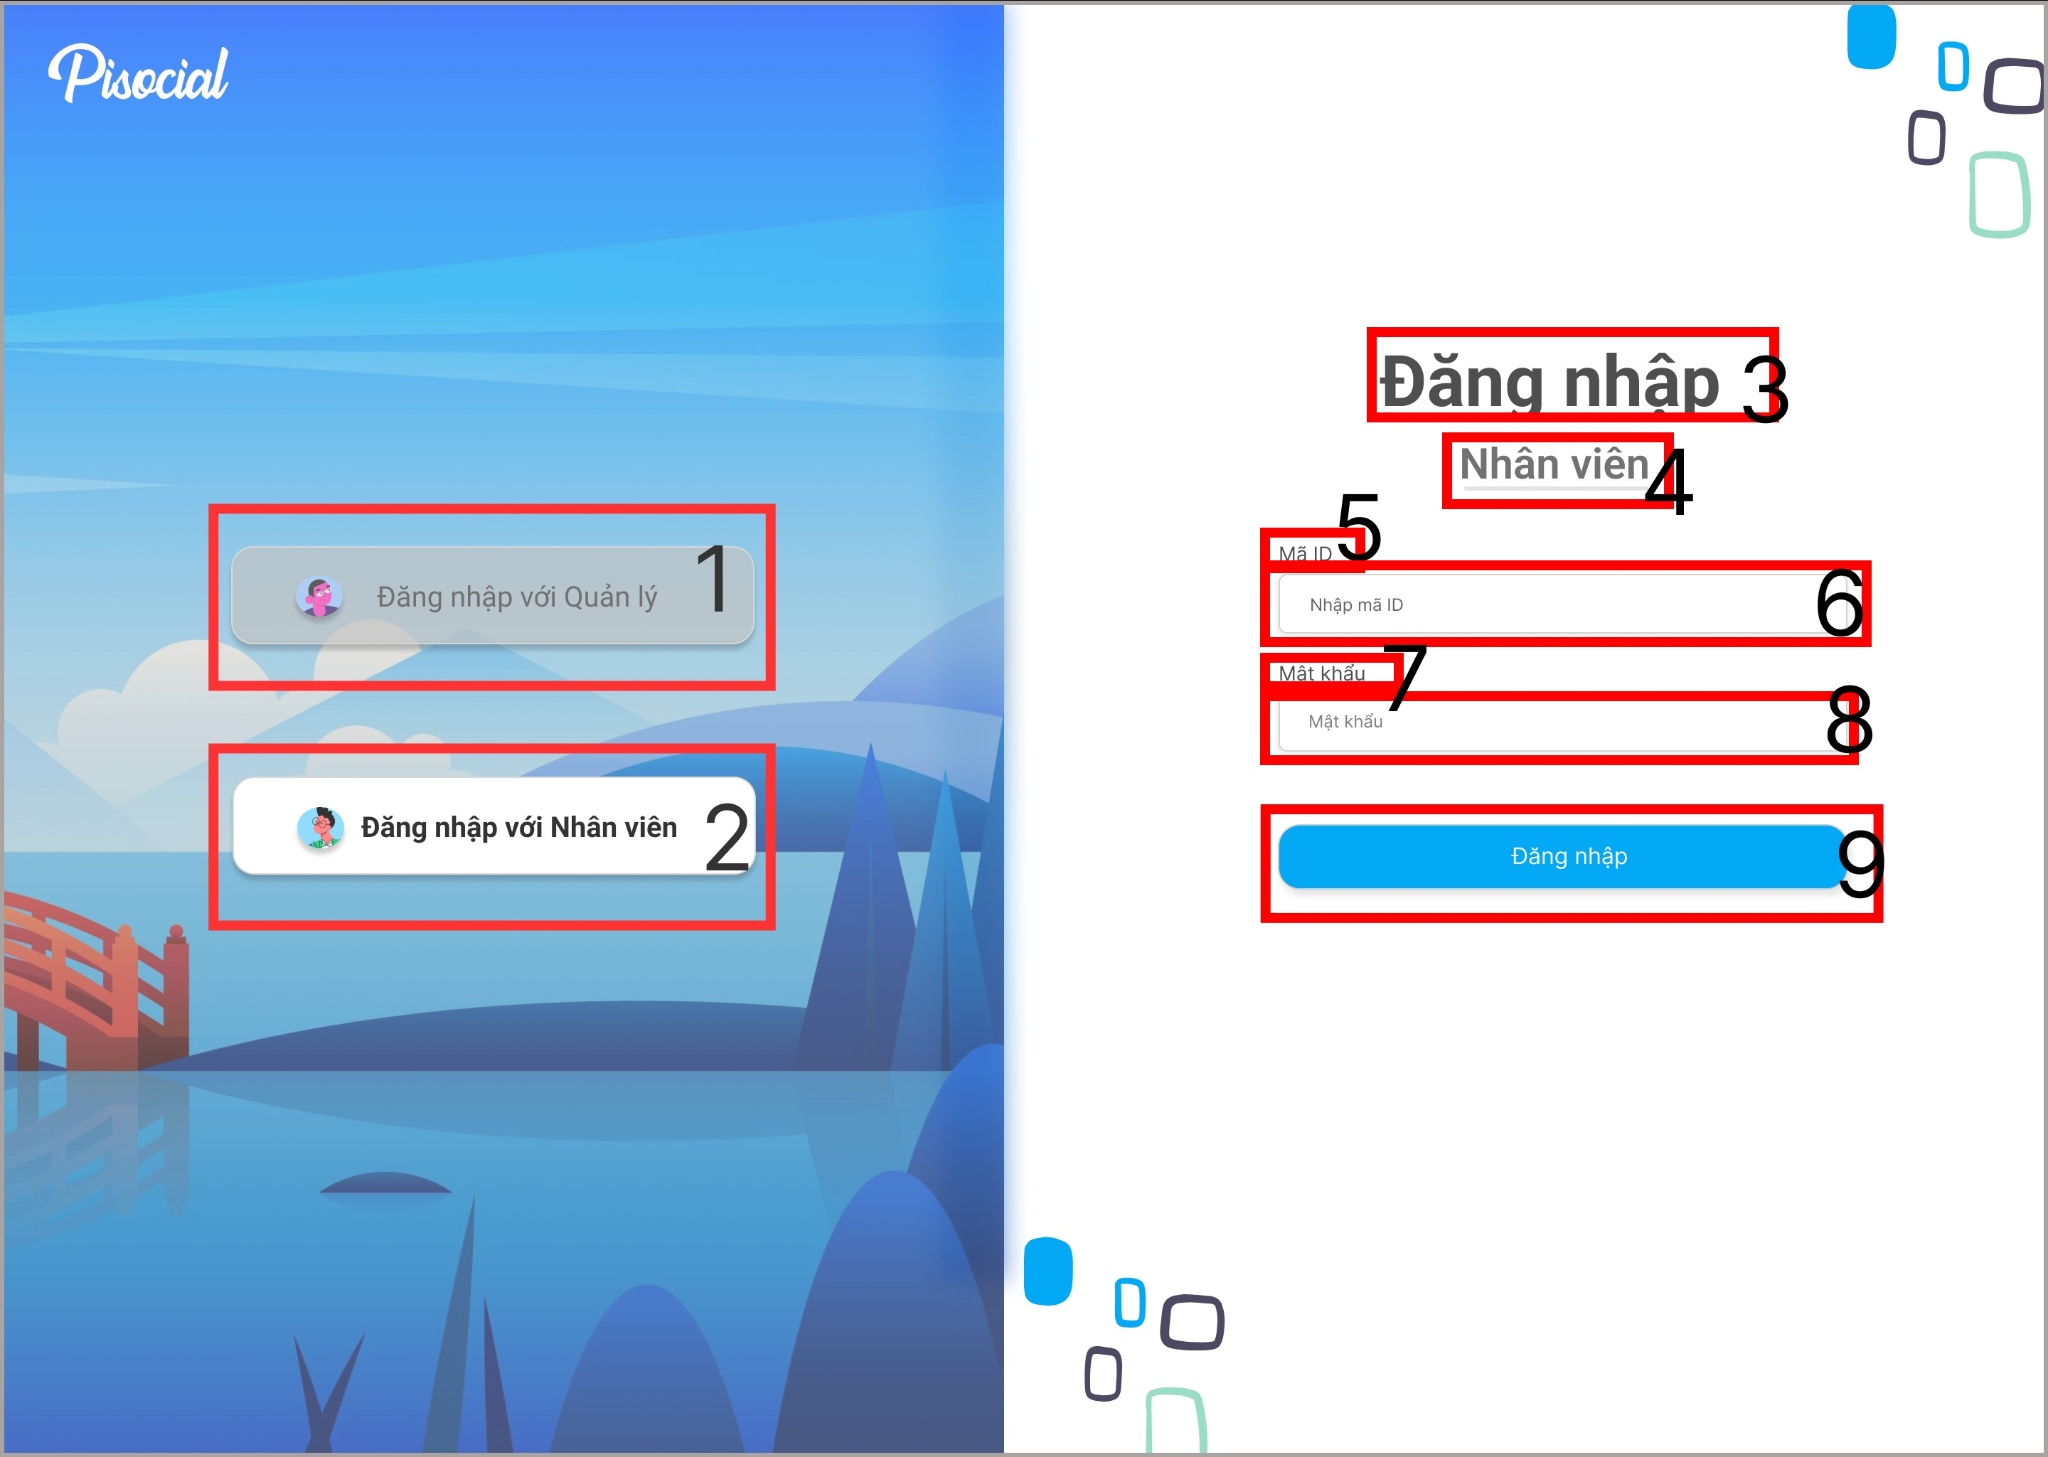 Pisocial
Đăng nhập với Quản lý 1
Đăng nhập với Nhân viên 2
Đăng nhập 3
Nhân viên 4
Mã ID 5
Nhập mã ID 6
Mật khẩu 7
Mật khẩu 8
Đăng nhập 9